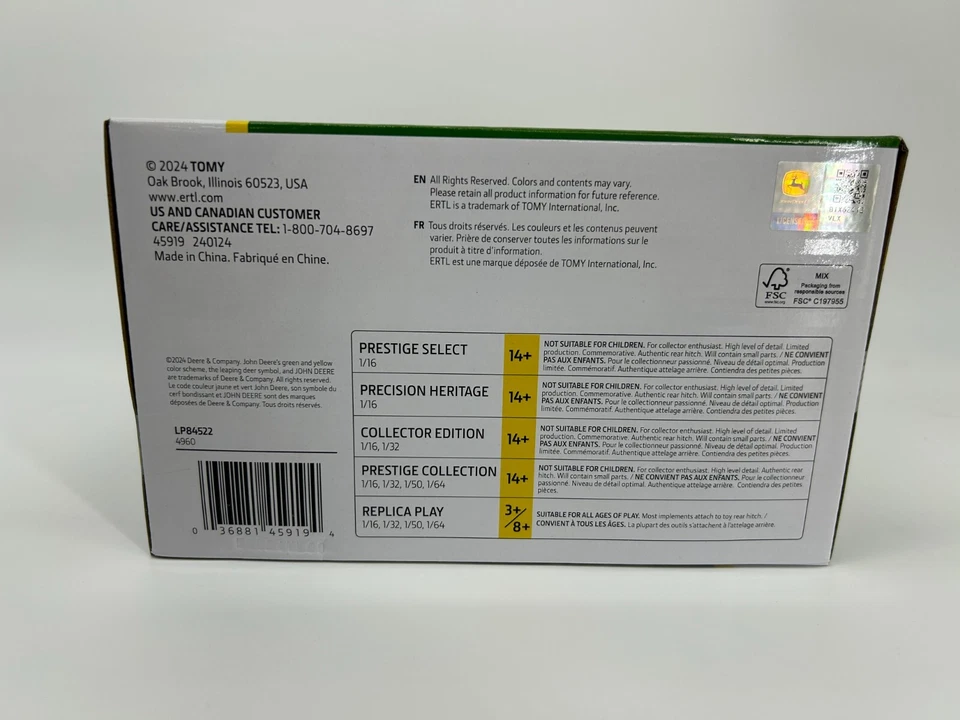 © 2024 TOMY
Oak Brook, Illinois 60523, USA
www.ertl.com
US AND CANADIAN CUSTOMER
CARE/ASSISTANCE TEL: 1-800-704-8697
45919 240124
Made in China. Fabriqué en Chine.
EN All Rights Reserved. Colors and contents may vary.
Please retain all product information for future reference.
ERTL is a trademark of TOMY International, Inc.
FR Tous droits réservés. Les couleurs et les contenus peuvent
varier. Prière de conserver toutes les informations sur le
produit à titre d'information.
ERTL est une marque déposée de TOMY International, Inc.
FSC
www.fsc.org
MIX
Packaging from
responsible sources
FSC® C197955
©2024 Deere & Company. John Deere's green and yellow
color scheme, the leaping deer symbol, and JOHN DEERE
are trademarks of Deere & Company. All rights reserved.
Le code couleur jaune et vert John Deere, son symbole du
cerf bondissant et JOHN DEERE sont des marques
déposées de Deere & Company. Tous droits réservés.
LP84522
4960
0 36881 45919 4
PRESTIGE SELECT
1/16
14+
NOT SUITABLE FOR CHILDREN. For collector enthusiast. High level of detail. Limited
production. Commemorative. Authentic rear hitch. Will contain small parts. / NE CONVIENT
PAS AUX ENFANTS. Pour le collectionneur passionné. Niveau de détail optimal. Production
limitée. Commémoratif. Attelage arrière. Contiendra des petites pièces.
PRECISION HERITAGE
1/16
14+
NOT SUITABLE FOR CHILDREN. For collector enthusiast. High level of detail. Limited
production. Commemorative. Authentic rear hitch. Will contain small parts. / NE CONVIENT
PAS AUX ENFANTS. Pour le collectionneur passionné. Niveau de détail optimal. Production
limitée. Commémoratif. Attelage arrière. Contiendra des petites pièces.
COLLECTOR EDITION
1/16, 1/32
14+
NOT SUITABLE FOR CHILDREN. For collector enthusiast. High level of detail. Limited
production. Commemorative. Authentic rear hitch. Will contain small parts. / NE CONVIENT
PAS AUX ENFANTS. Pour le collectionneur passionné. Niveau de détail optimal. Production
limitée. Commémoratif. Attelage arrière. Contiendra des petites pièces.
PRESTIGE COLLECTION
1/16, 1/32, 1/50, 1/64
14+
NOT SUITABLE FOR CHILDREN. For collector enthusiast. High level detail. Authentic rear
hitch. Will contain small parts. / NE CONVIENT PAS AUX ENFANTS. Pour le collectionneur
passionné. Niveau de détail optimal. Attelage arrière. Contiendra des petites
pièces.
REPLICA PLAY
1/16, 1/32, 1/50, 1/64
3+/8+
SUITABLE FOR ALL AGES OF PLAY. Most implements attach to toy rear hitch. /
CONVIENT À TOUS LES ÂGES. La plupart des outils s'attachent à l'attelage arrière.